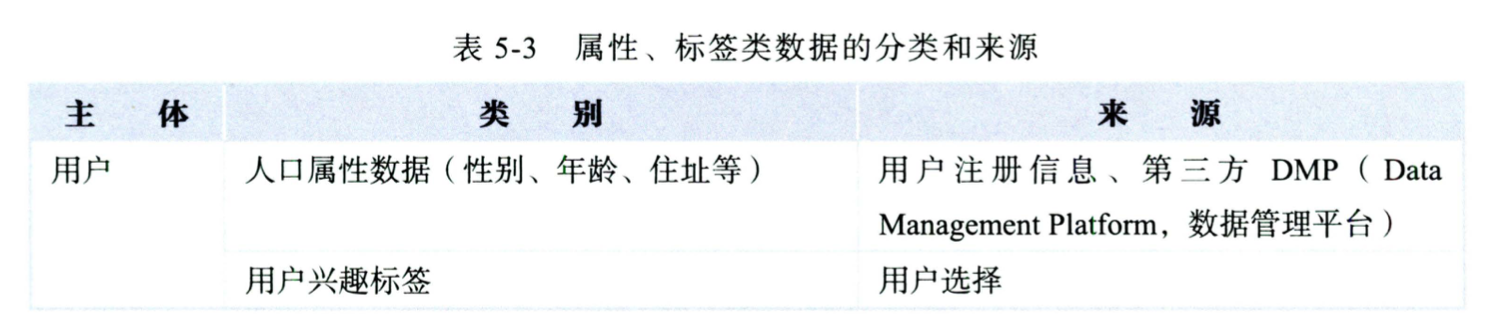 表 5-3 属性、标签类数据的分类和来源
主 体 类 别 来 源
用户 人口属性数据（性别、年龄、住址等） 用户注册信息、第三方 DMP（Data
Management Platform，数据管理平台）
用户兴趣标签 用户选择